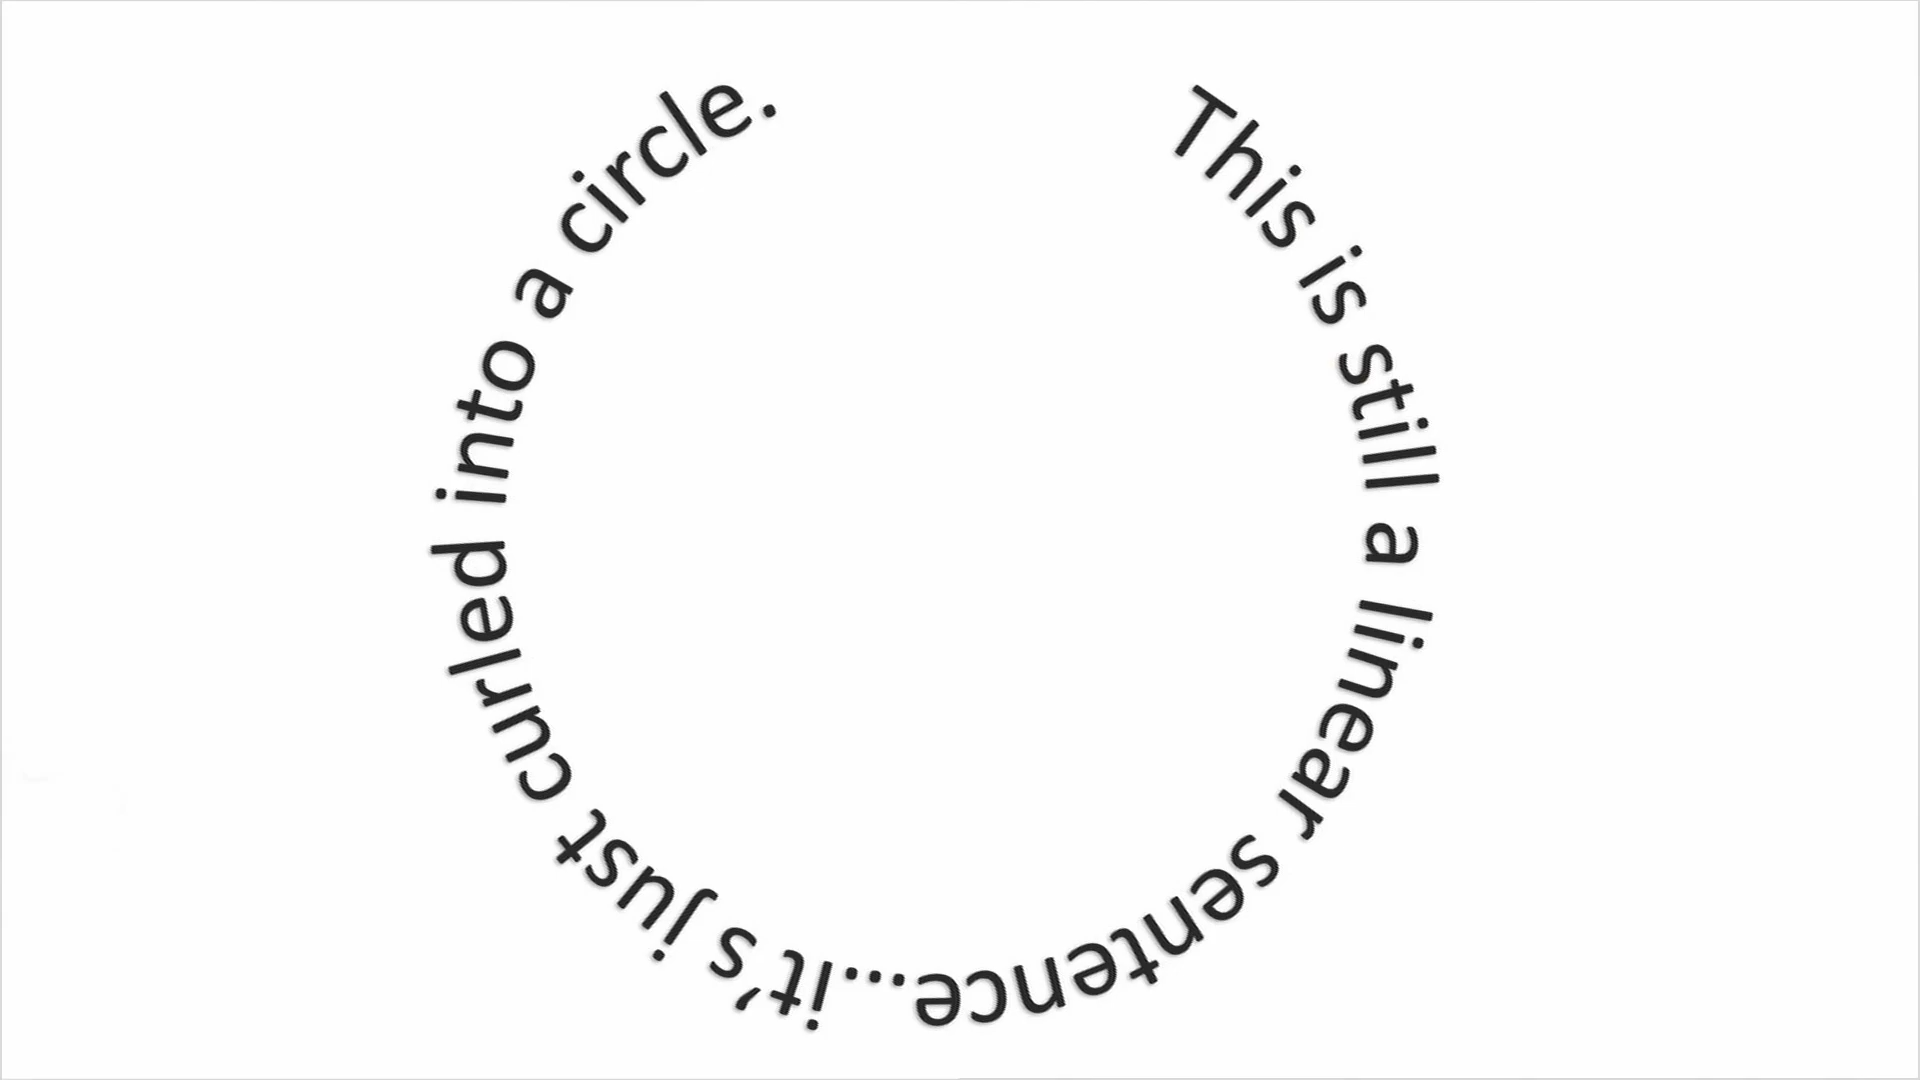 This is still a linear sentence...it’s just curled into a circle.